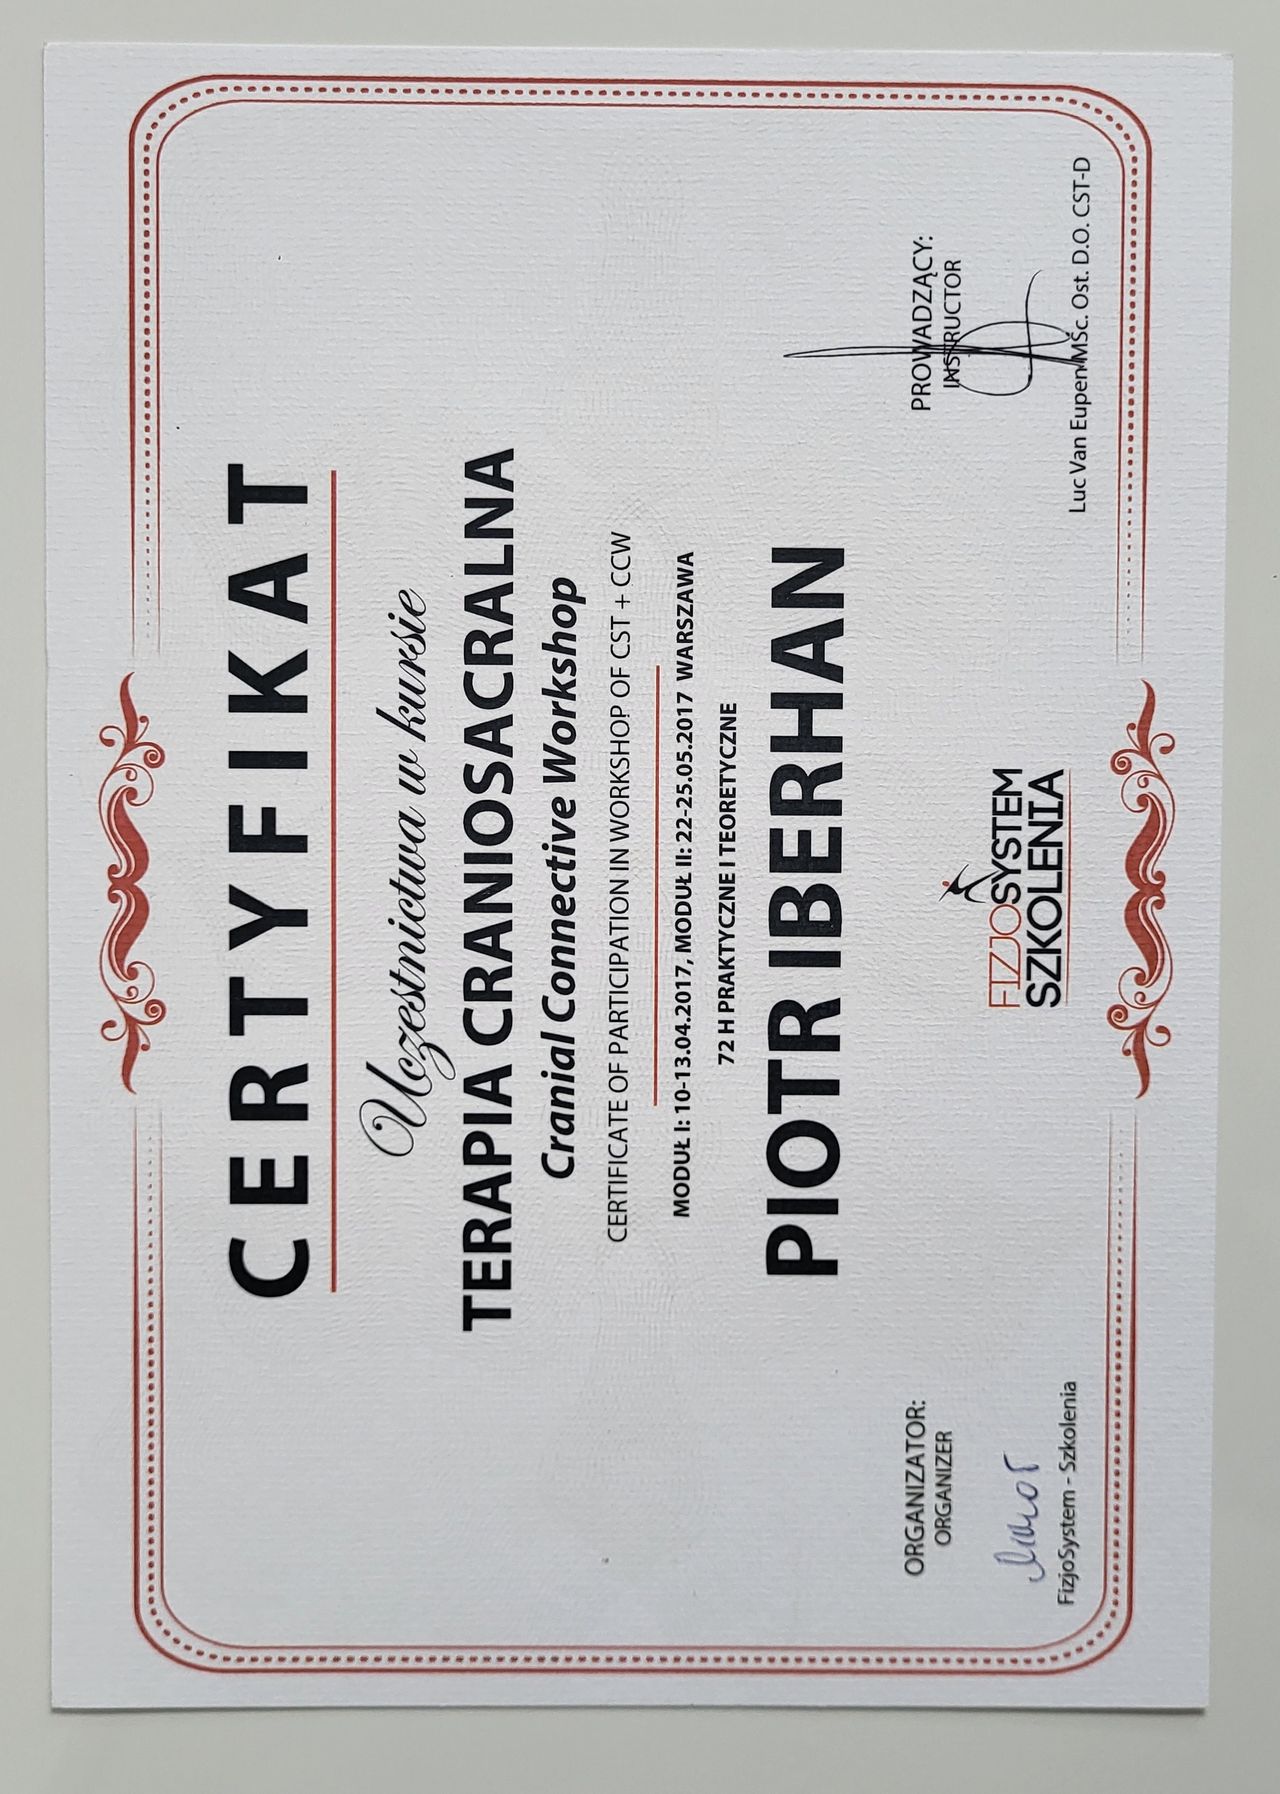 CERTYFIKAT
Uczestnictwa w kursie
TERAPIA CRANIOSACRALNA
Cranial Connective Workshop
CERTIFICATE OF PARTICIPATION IN WORKSHOP OF CST + CCW
MODUŁ I: 10-13.04.2017, MODUŁ II: 22-25.05.2017 WARSZAWA
72 H PRAKTYCZNE I TEORETYCZNE
PIOTR IBERHAN
ORGANIZATOR:
ORGANIZER
FizjoSystem - Szkolenia
FIZJOSYSTEM
SZKOLENIA
PROWADZĄCY:
INSTRUCTOR
Luc Van Eupen MSc. Ost. D.O. CST-D